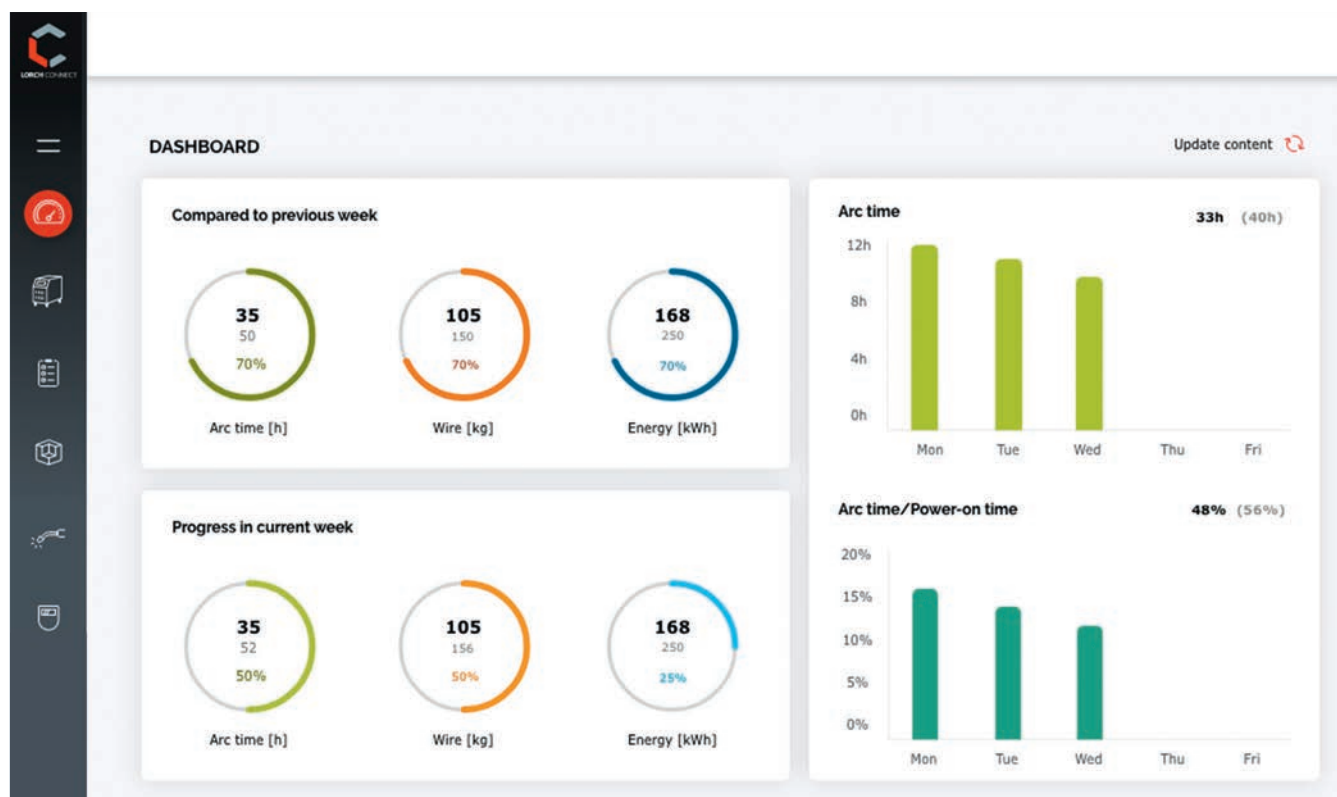 LORCH CONNECT
DASHBOARD
Update content
Compared to previous week
35
50
70%
Arc time [h]
105
150
70%
Wire [kg]
168
250
70%
Energy [kWh]
Progress in current week
35
52
50%
Arc time [h]
105
156
50%
Wire [kg]
168
250
25%
Energy [kWh]
Arc time 33h (40h)
12h
8h
4h
0h
Mon Tue Wed Thu Fri
Arc time/Power-on time 48% (56%)
20%
15%
10%
5%
0%
Mon Tue Wed Thu Fri